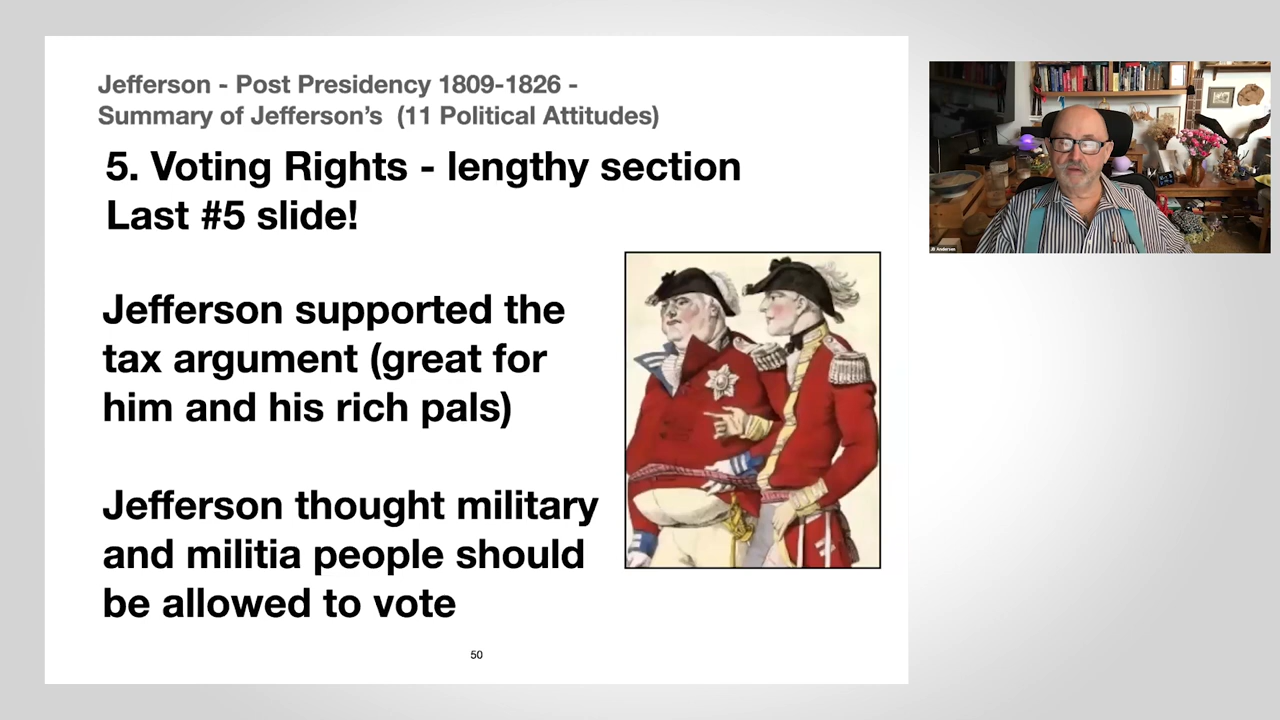 Jefferson - Post Presidency 1809-1826 -
Summary of Jefferson’s  (11 Political Attitudes)
5. Voting Rights - lengthy section
Last #5 slide!
Jefferson supported the
tax argument (great for
him and his rich pals)
Jefferson thought military
and militia people should
be allowed to vote
50
JB Andersen